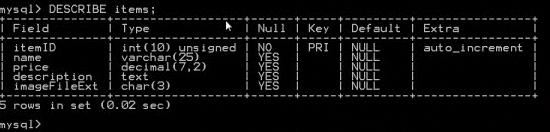 mysql> DESCRIBE items;
+--------------+------------------+------+-----+---------+----------------+
| Field | Type | Null | Key | Default | Extra |
+--------------+------------------+------+-----+---------+----------------+
| itemID | int(10) unsigned | NO | PRI | NULL | auto_increment |
| name | varchar(25) | YES | | NULL | |
| price | decimal(7,2) | YES | | NULL | |
| description | text | YES | | NULL | |
| imageFileExt | char(3) | YES | | NULL | |
+--------------+------------------+------+-----+---------+----------------+
5 rows in set (0.02 sec)
mysql>